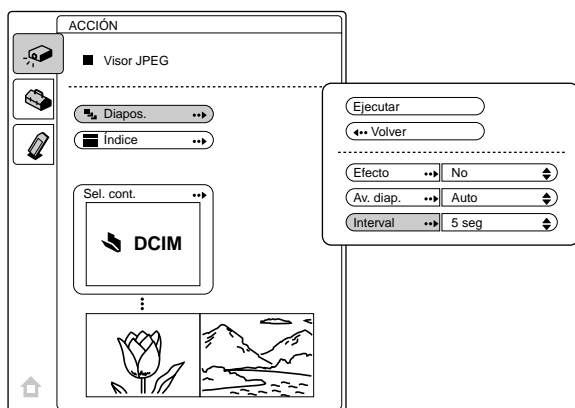 ACCIÓN
Visor JPEG
Diapos.
Índice
Sel. cont.
DCIM
Ejecutar
Volver
Efecto No
Av. diap. Auto
Interval 5 seg